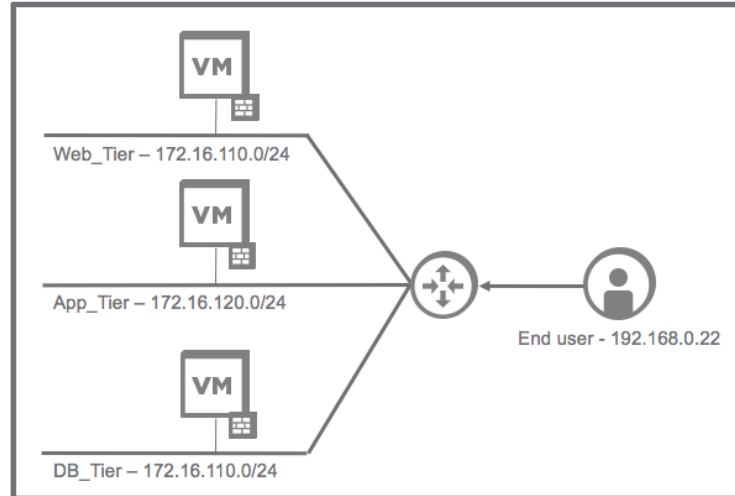 VM
Web_Tier – 172.16.110.0/24
VM
App_Tier – 172.16.120.0/24
End user - 192.168.0.22
VM
DB_Tier – 172.16.110.0/24